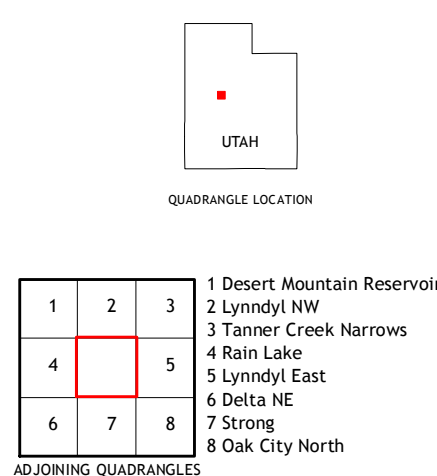 UTAH
QUADRANGLE LOCATION
1 2 3
4 5
6 7 8
1 Desert Mountain Reservoir
2 Lynndyl NW
3 Tanner Creek Narrows
4 Rain Lake
5 Lynndyl East
6 Delta NE
7 Strong
8 Oak City North
ADJOINING QUADRANGLES